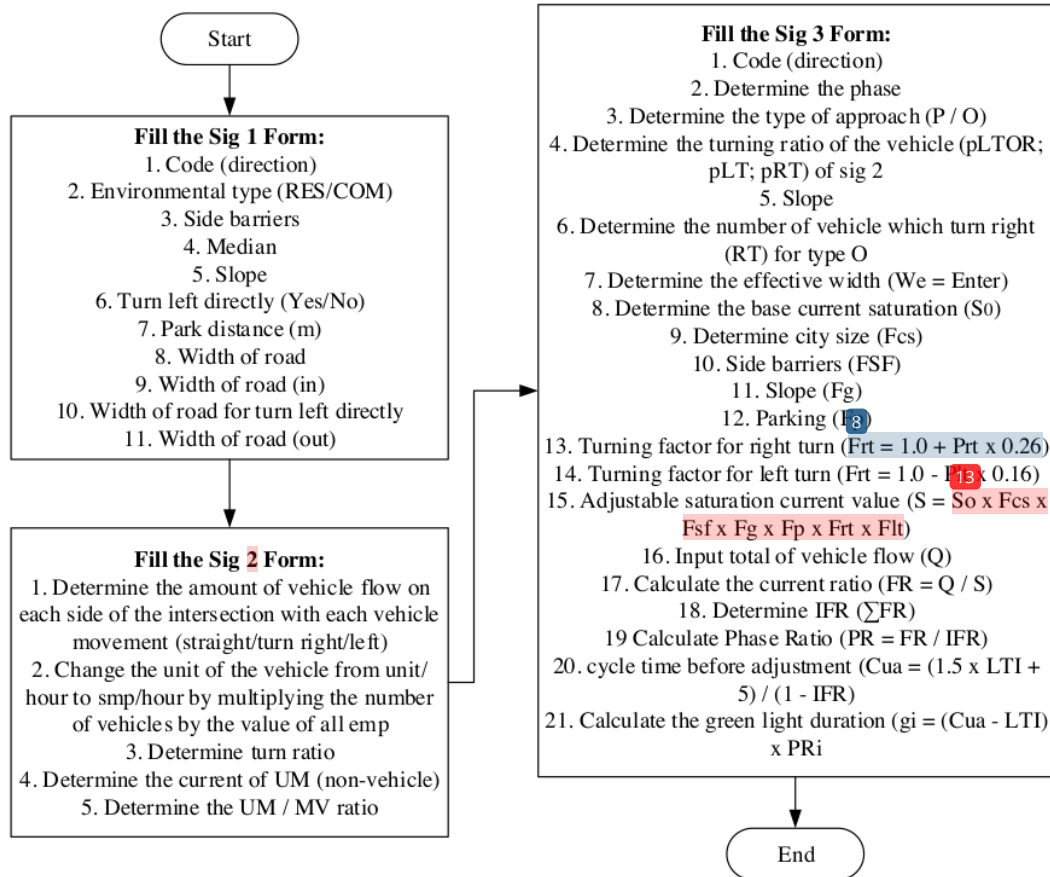 Start
Fill the Sig 1 Form:
1. Code (direction)
2. Environmental type (RES/COM)
3. Side barriers
4. Median
5. Slope
6. Turn left directly (Yes/No)
7. Park distance (m)
8. Width of road
9. Width of road (in)
10. Width of road for turn left directly
11. Width of road (out)
Fill the Sig 2 Form:
1. Determine the amount of vehicle flow on
each side of the intersection with each vehicle
movement (straight/turn right/left)
2. Change the unit of the vehicle from unit/
hour to smp/hour by multiplying the number
of vehicles by the value of all emp
3. Determine turn ratio
4. Determine the current of UM (non-vehicle)
5. Determine the UM / MV ratio
Fill the Sig 3 Form:
1. Code (direction)
2. Determine the phase
3. Determine the type of approach (P / O)
4. Determine the turning ratio of the vehicle (pLTOR;
pLT; pRT) of sig 2
5. Slope
6. Determine the number of vehicle which turn right
(RT) for type O
7. Determine the effective width (We = Enter)
8. Determine the base current saturation (S0)
9. Determine city size (Fcs)
10. Side barriers (FSF)
11. Slope (Fg)
12. Parking (
8
13. Turning factor for right turn (Frt = 1.0 + Prt x 0.26)
14. Turning factor for left turn (Frt = 1.0 - x 0.16)
13
15. Adjustable saturation current value (S = So x Fcs x
Fsf x Fg x Fp x Frt x Flt)
16. Input total of vehicle flow (Q)
17. Calculate the current ratio (FR = Q / S)
18. Determine IFR (∑FR)
19 Calculate Phase Ratio (PR = FR / IFR)
20. cycle time before adjustment (Cua = (1.5 x LTI +
5) / (1 - IFR)
21. Calculate the green light duration (gi = (Cua - LTI)
x PRi
End